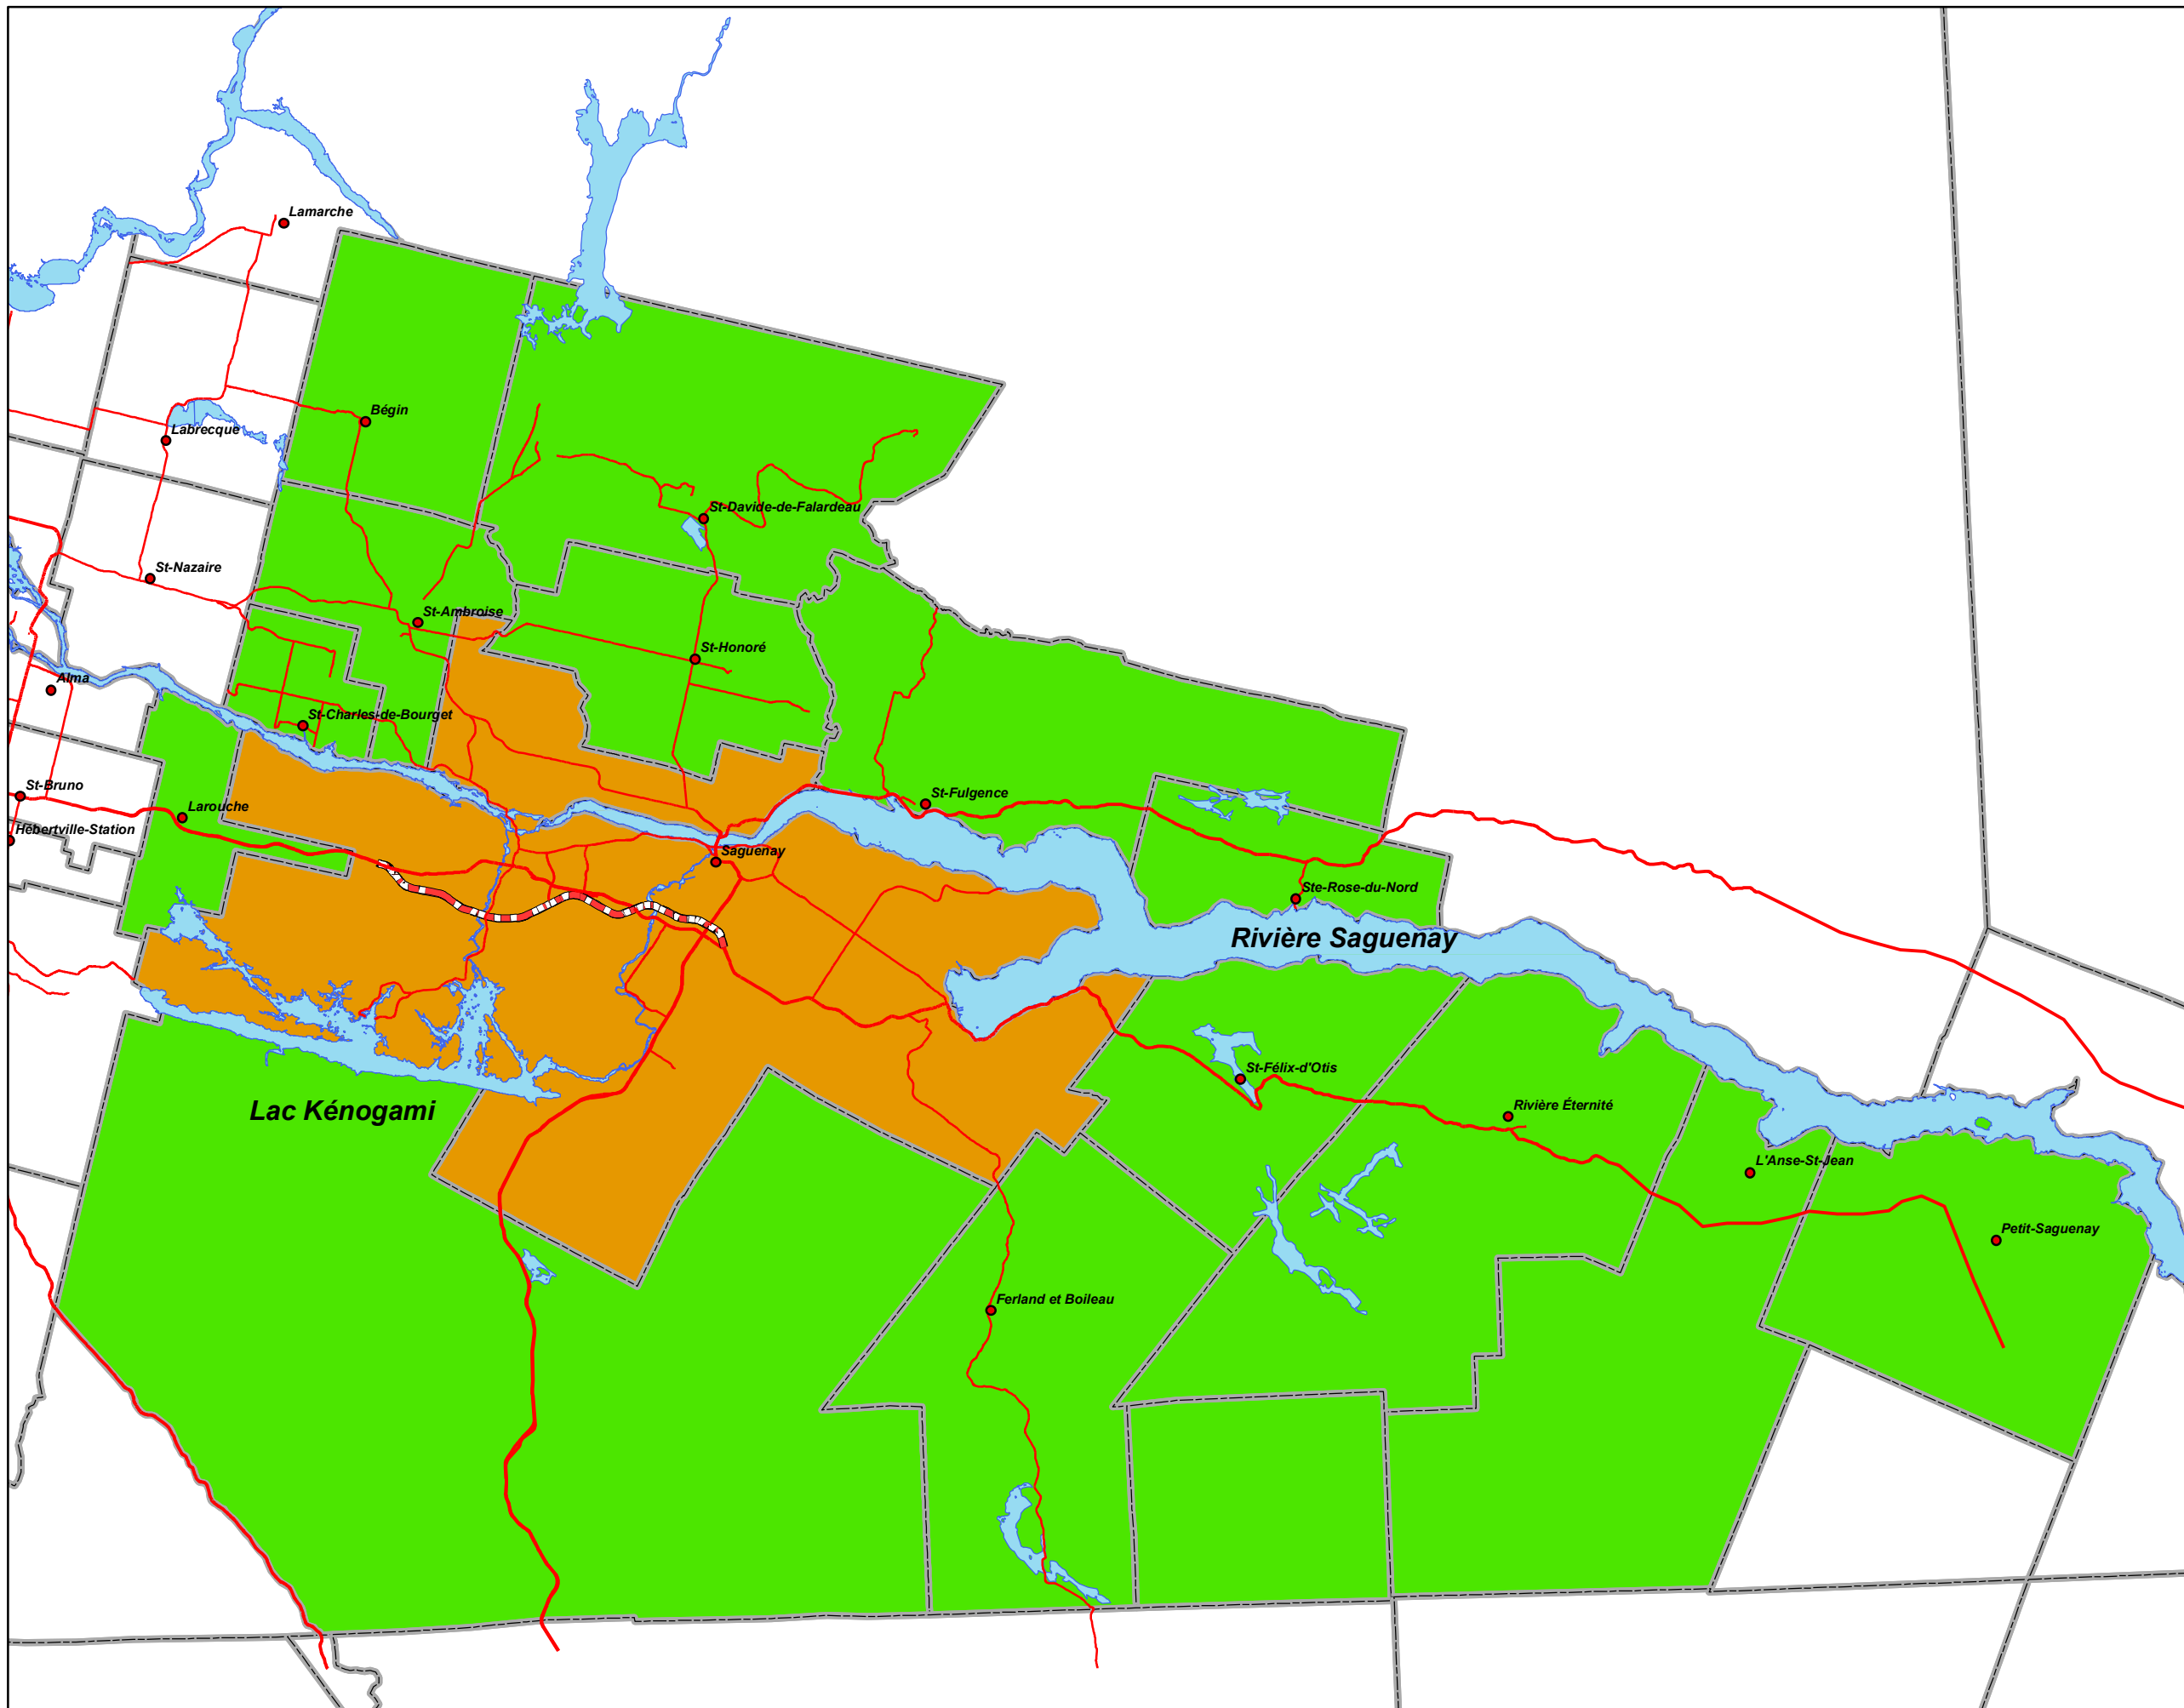 Lamarche
Bégin
Labrecque
St-Davide-de-Falardeau
St-Nazaire
St-Ambroise
St-Honoré
Alma
St-Charles-de-Bourget
St-Bruno
Larouche
St-Fulgence
Hébertville-Station
Saguenay
Ste-Rose-du-Nord
Rivière Saguenay
St-Félix-d'Otis
Lac Kénogami
Rivière Éternité
L'Anse-St-Jean
Petit-Saguenay
Ferland et Boileau